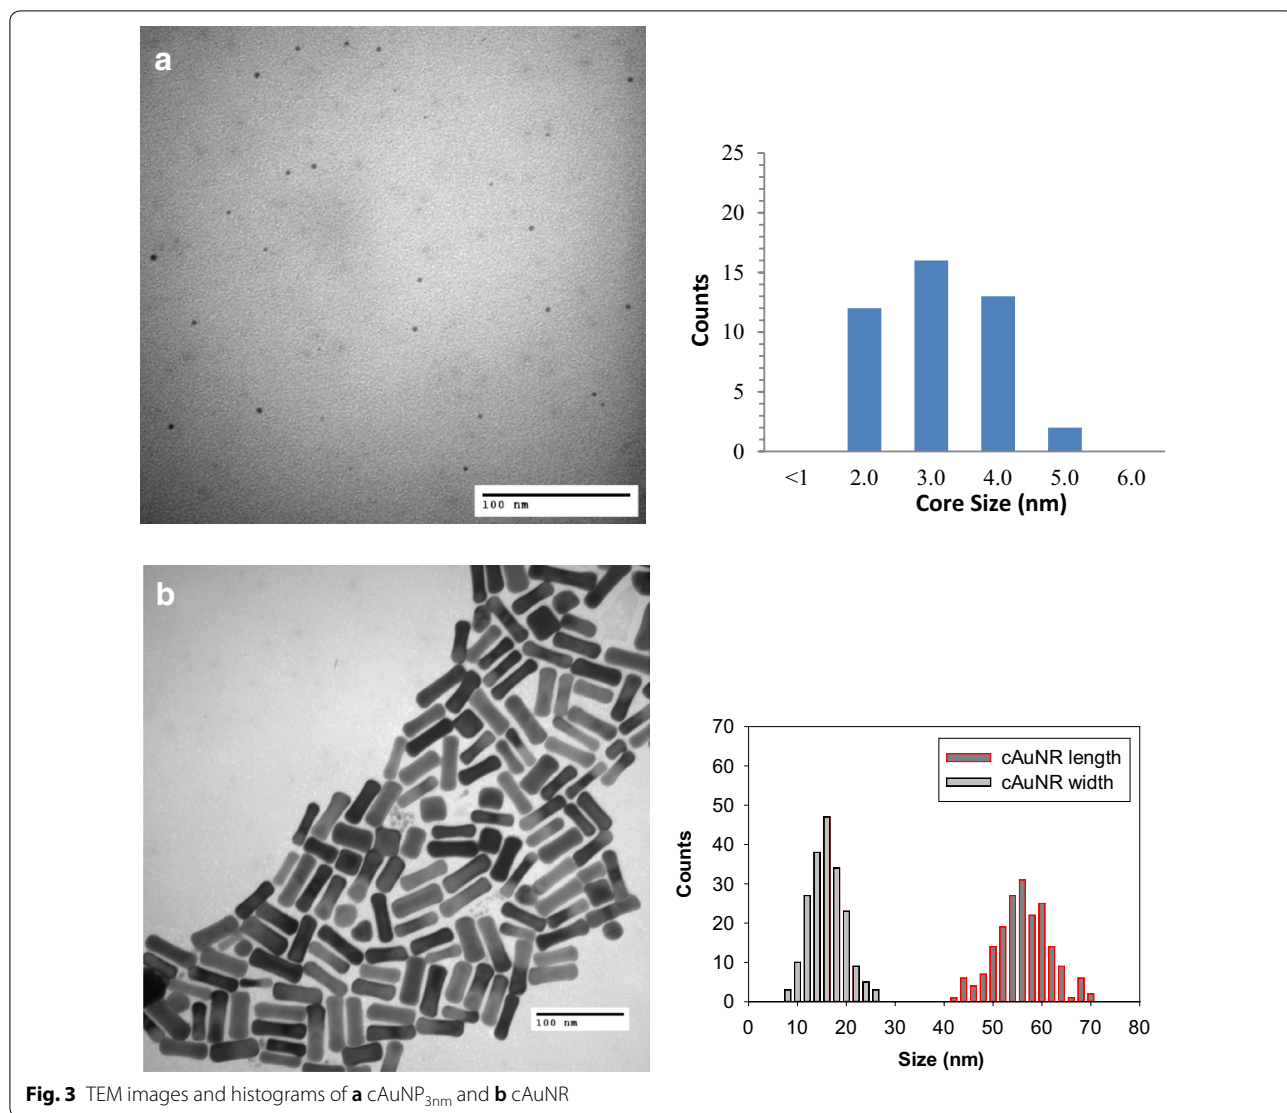 a
100 nm
25
20
15
10
5
0
Counts
<1 2.0 3.0 4.0 5.0 6.0
Core Size (nm)
b
100 nm
70
60
50
40
30
20
10
0
Counts
cAuNR length
cAuNR width
0 10 20 30 40 50 60 70 80
Size (nm)
Fig. 3 TEM images and histograms of a cAuNP3nm and b cAuNR